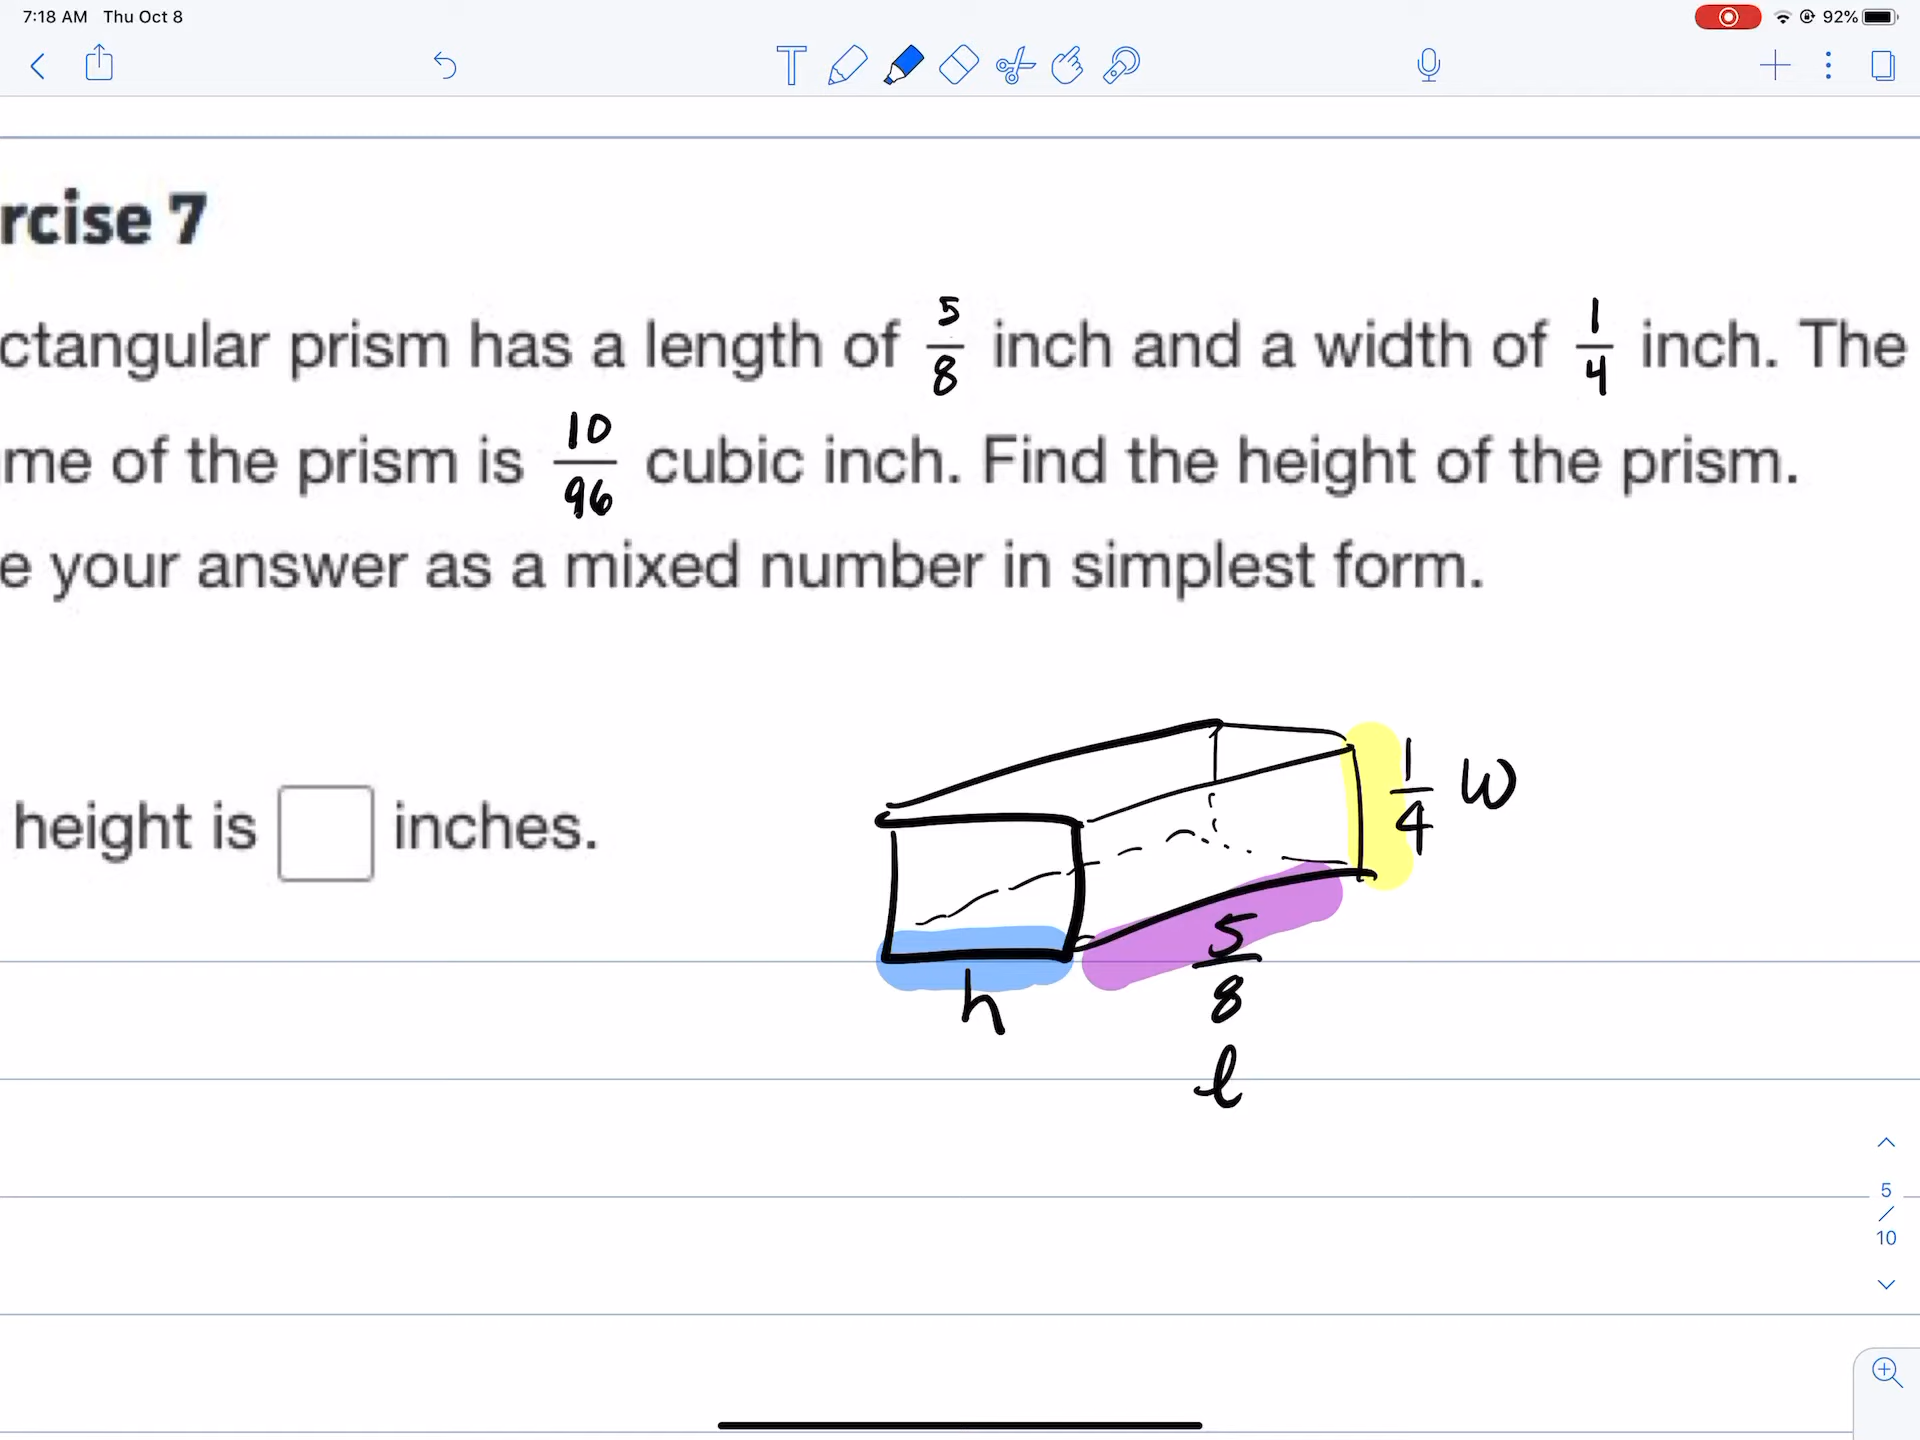 7:18 AM Thu Oct 8
92%
rcise 7
ctangular prism has a length of 5/8 inch and a width of 1/4 inch. The
me of the prism is 10/96 cubic inch. Find the height of the prism.
e your answer as a mixed number in simplest form.
height is inches.
1/4 w
h
5/8
l
5
/
10